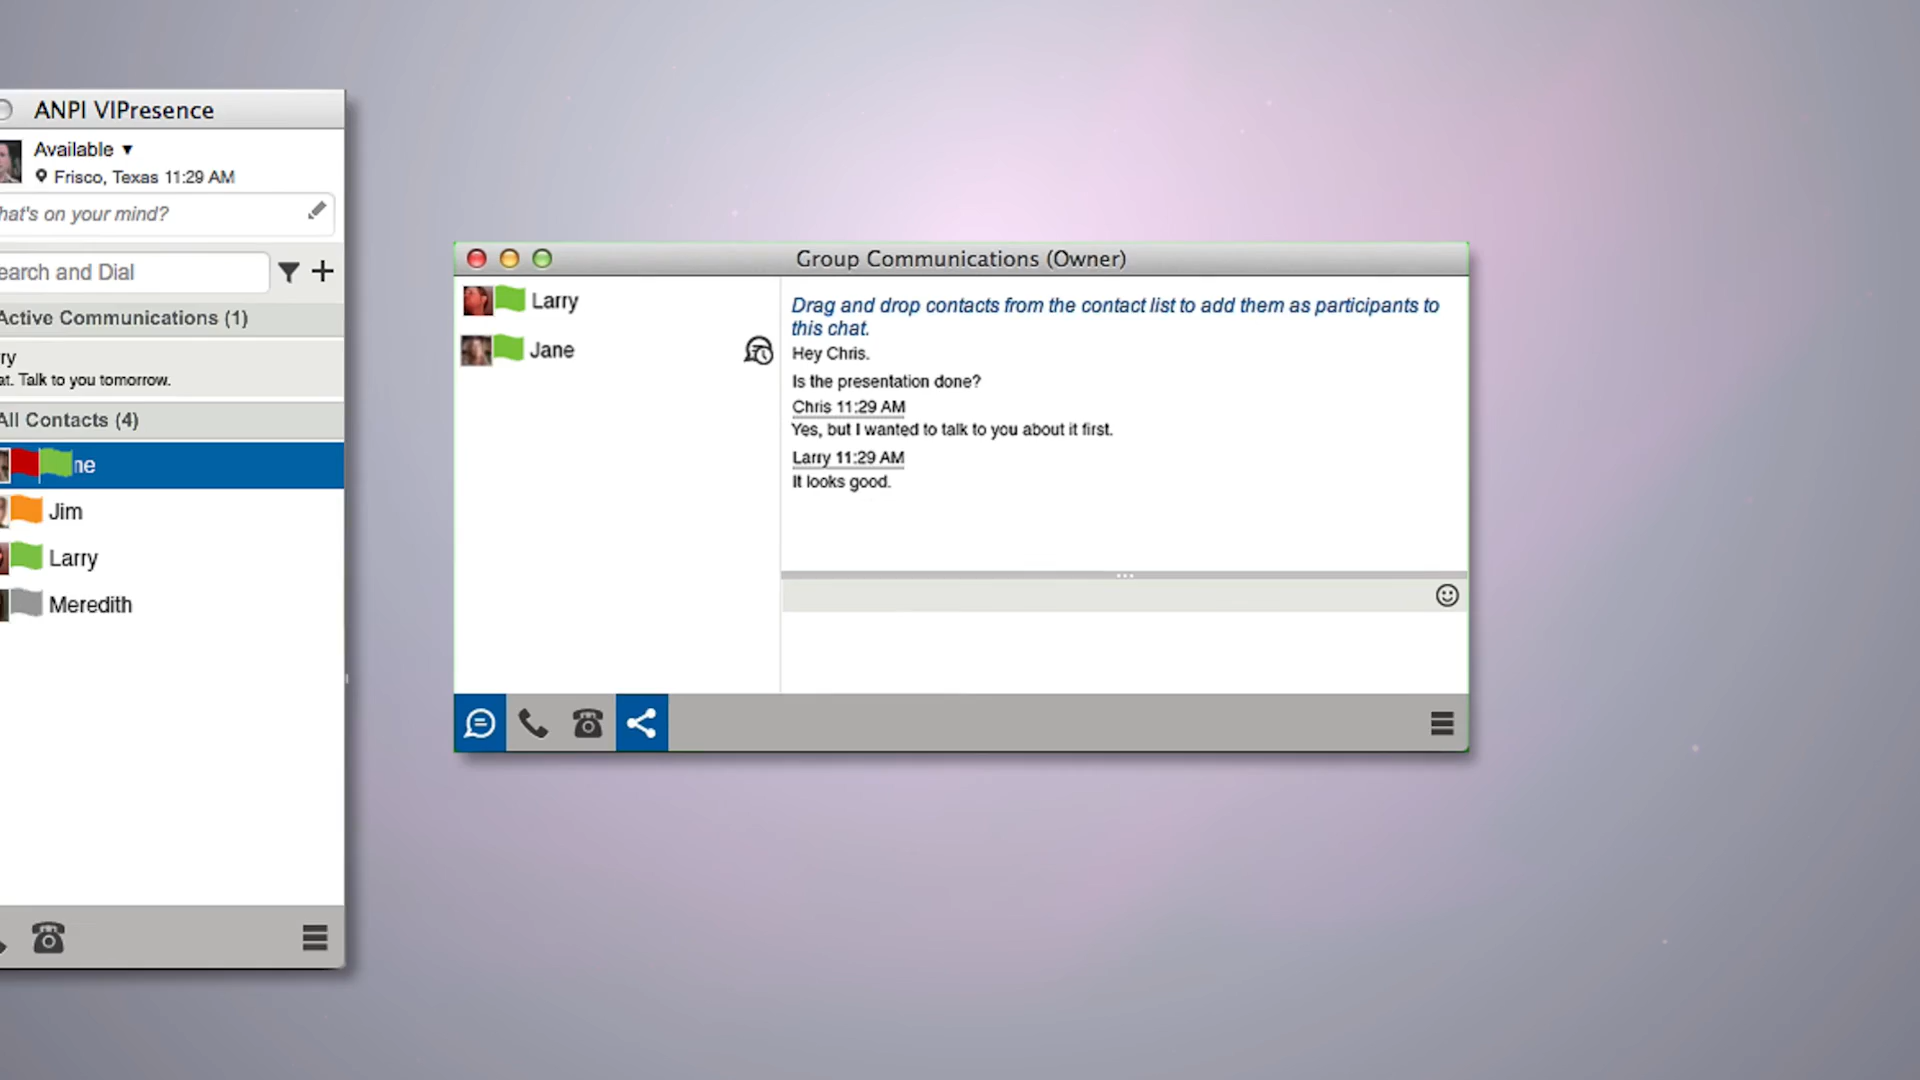 ANPI VIPresence
Available
Frisco, Texas 11:29 AM
hat's on your mind?
earch and Dial
Active Communications (1)
ry
at. Talk to you tomorrow.
All Contacts (4)
ne
Jim
Larry
Meredith
Group Communications (Owner)
Larry
Jane
Drag and drop contacts from the contact list to add them as participants to
this chat.
Hey Chris.
Is the presentation done?
Chris 11:29 AM
Yes, but I wanted to talk to you about it first.
Larry 11:29 AM
It looks good.